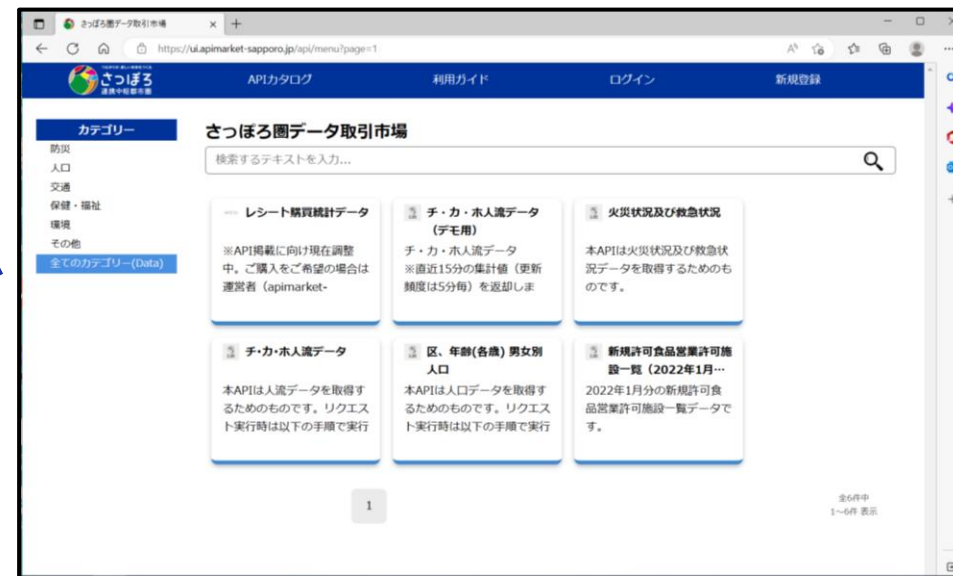 さっぽろ圏データ取引市場
https://ui.apimarket-sapporo.jp/api/menu?page=1
さっぽろ
連携中枢都市圏
APIカタログ
利用ガイド
ログイン
新規登録
カテゴリー
防災
人口
交通
保健・福祉
環境
その他
全てのカテゴリー(Data)
さっぽろ圏データ取引市場
検索するテキストを入力...
レシート購買統計データ
※API掲載に向け現在調整
中。ご購入をご希望の場合は
運営者（apimarket-
チ・カ・ホ人流データ
（デモ用）
チ・カ・ホ人流データ
※直近15分の集計値（更新
頻度は5分毎）を返却しま
火災状況及び救急状況
本APIは火災状況及び救急状
況データを取得するためのも
のです。
チ・カ・ホ人流データ
本APIは人流データを取得す
るためのものです。リクエス
ト実行時は以下の手順で実行
区、年齢(各歳) 男女別
人口
本APIは人口データを取得す
るためのものです。リクエス
ト実行時は以下の手順で実行
新規許可食品営業許可施
設一覧（2022年1月…
2022年1月分の新規許可食
品営業許可施設一覧データで
す。
1
全6件中
1～6件 表示